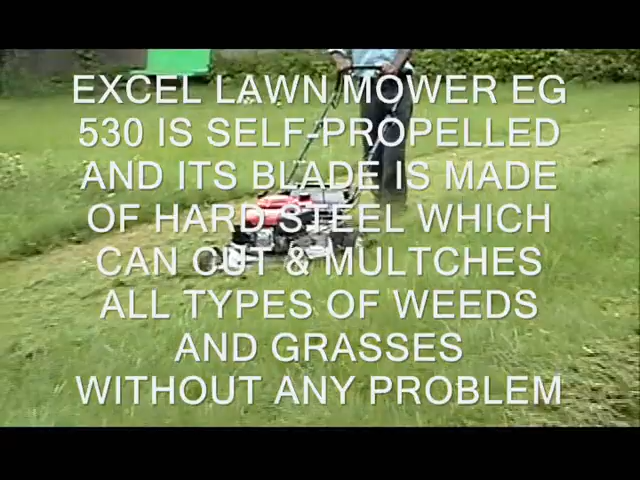 EXCEL LAWN MOWER EG
530 IS SELF-PROPELLED
AND ITS BLADE IS MADE
OF HARD STEEL WHICH
CAN CUT & MULTCHES
ALL TYPES OF WEEDS
AND GRASSES
WITHOUT ANY PROBLEM